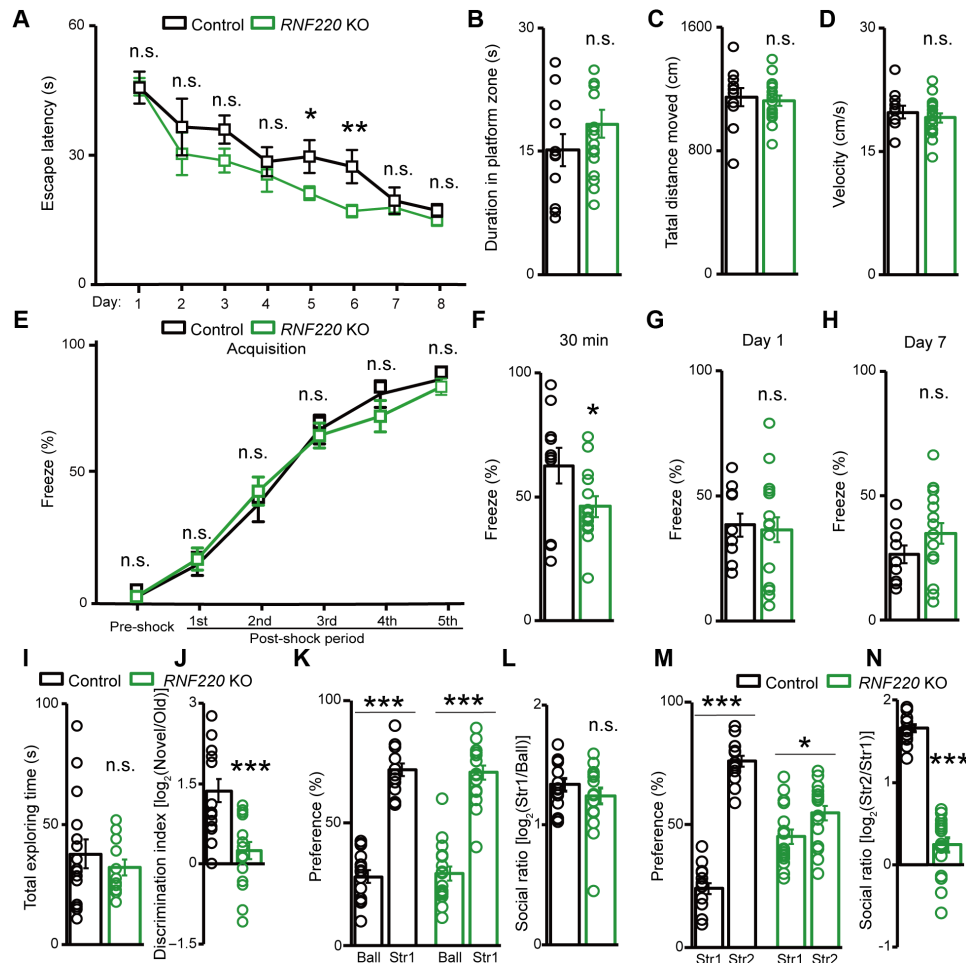 A
Control RNF220 KO
Escape latency (s)
60
30
0
n.s. n.s. n.s. n.s. * ** n.s. n.s.
Day: 1 2 3 4 5 6 7 8
B
Duration in platform zone (s)
30
15
0
n.s.
C
Tatal distance moved (cm)
1600
800
0
n.s.
D
Velocity (cm/s)
32
16
0
n.s.
E
Control RNF220 KO
Acquisition
Freeze (%)
100
50
0
n.s. n.s. n.s. n.s. n.s. n.s.
Pre-shock 1st 2nd 3rd 4th 5th
Post-shock period
F
30 min
Freeze (%)
100
50
0
*
G
Day 1
Freeze (%)
100
50
0
n.s.
H
Day 7
Freeze (%)
100
50
0
n.s.
Control RNF220 KO
I
Total exploring time (s)
100
50
0
n.s.
J
Discrimination index [log2(Novel/Old)]
3
1.5
0
−1.5
***
K
Preference (%)
100
50
0
*** ***
Ball Str1 Ball Str1
L
Social ratio [log2(Str1/Ball)]
2
1
0
n.s.
Control RNF220 KO
M
Preference (%)
100
50
0
*** *
Str1 Str2 Str1 Str2
N
Social ratio [log2(Str2/Str1)]
2
1
0
−1
***